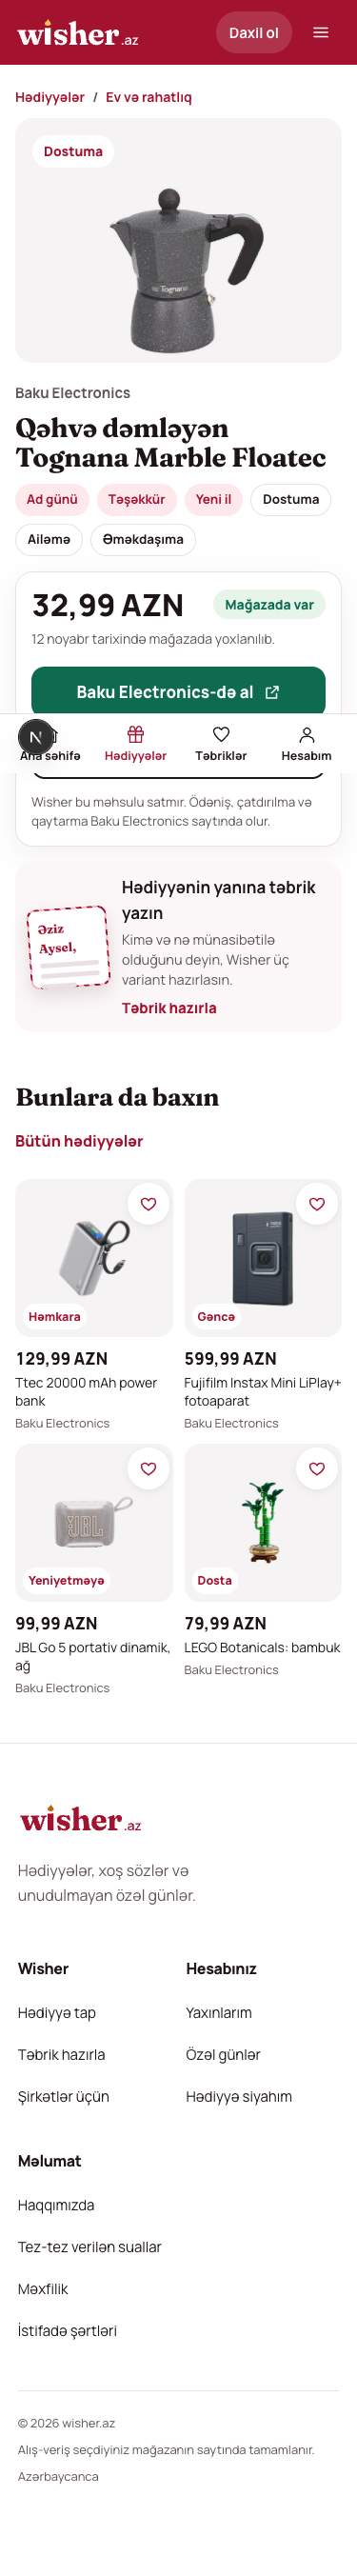 wisher.az
Daxil ol
Hədiyyələr / Ev və rahatlıq
Dostuma
Tognana
Baku Electronics
Qəhvə dəmləyən
Tognana Marble Floatec
Ad günü
Təşəkkür
Yeni il
Dostuma
Ailəmə
Əməkdaşıma
32,99 AZN
Mağazada var
12 noyabr tarixində mağazada yoxlanılıb.
Baku Electronics-də al
N
Ana səhifə
Hədiyyələr
Təbriklər
Hesabım
Wisher bu məhsulu satmır. Ödəniş, çatdırılma və
qaytarma Baku Electronics saytında olur.
Əziz
Aysel,
Hədiyyənin yanına təbrik
yazın
Kimə və nə münasibətilə
olduğunu deyin, Wisher üç
variant hazırlasın.
Təbrik hazırla
Bunlara da baxın
Bütün hədiyyələr
Həmkara
129,99 AZN
Ttec 20000 mAh power
bank
Baku Electronics
Gəncə
599,99 AZN
Fujifilm Instax Mini LiPlay+
fotoaparat
Baku Electronics
JBL
Yeniyetməyə
99,99 AZN
JBL Go 5 portativ dinamik,
ağ
Baku Electronics
Dosta
79,99 AZN
LEGO Botanicals: bambuk
Baku Electronics
wisher.az
Hədiyyələr, xoş sözlər və
unudulmayan özəl günlər.
Wisher
Hədiyyə tap
Təbrik hazırla
Şirkətlər üçün
Hesabınız
Yaxınlarım
Özəl günlər
Hədiyyə siyahım
Məlumat
Haqqımızda
Tez-tez verilən suallar
Məxfilik
İstifadə şərtləri
© 2026 wisher.az
Alış-veriş seçdiyiniz mağazanın saytında tamamlanır.
Azərbaycanca